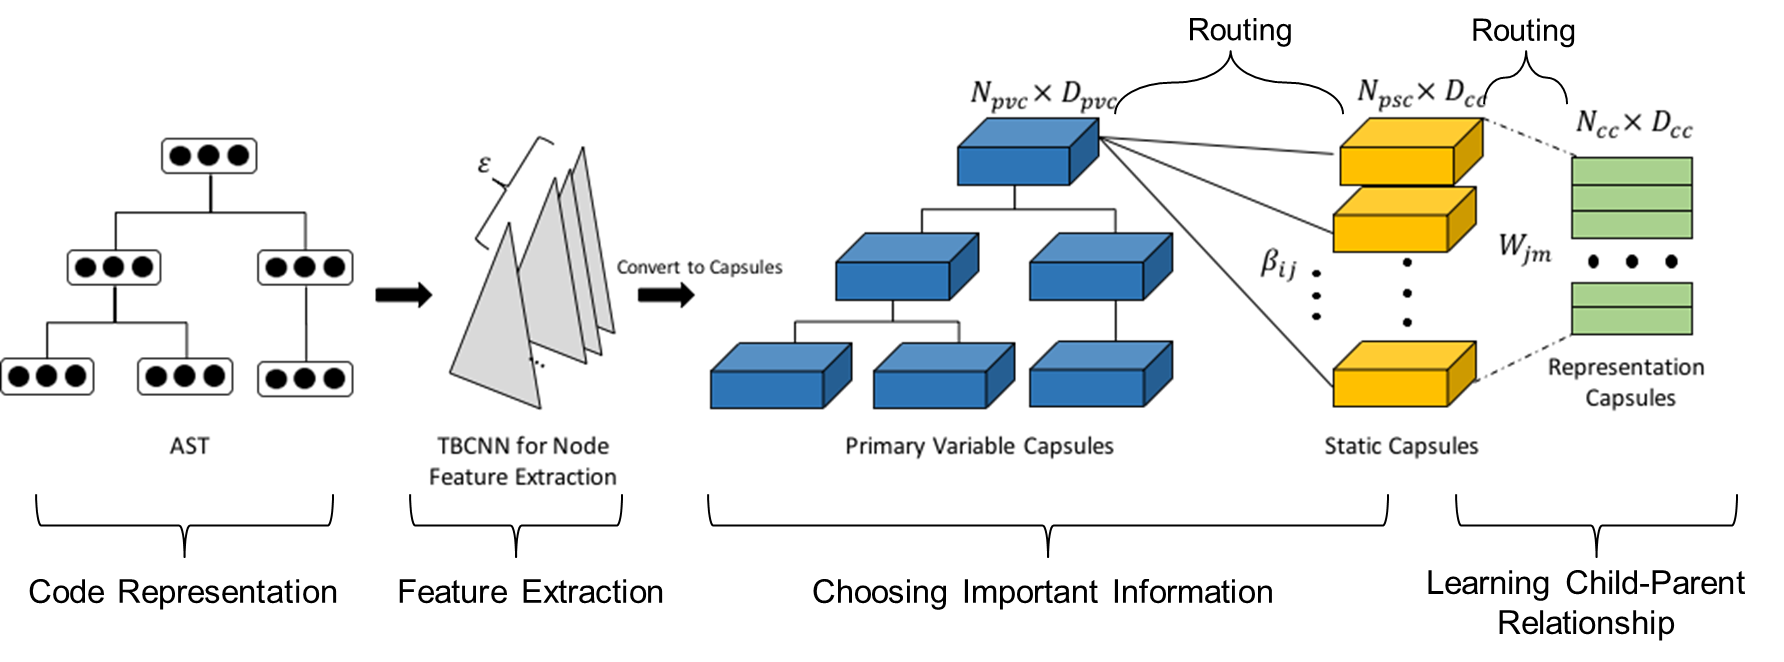 Routing
Routing
N_pvc × D_pvc
N_psc × D_cc
N_cc × D_cc
ε
Convert to Capsules
β_ij
W_jm
Representation
Capsules
AST
TBCNN for Node
Feature Extraction
Primary Variable Capsules
Static Capsules
Code Representation
Feature Extraction
Choosing Important Information
Learning Child-Parent
Relationship